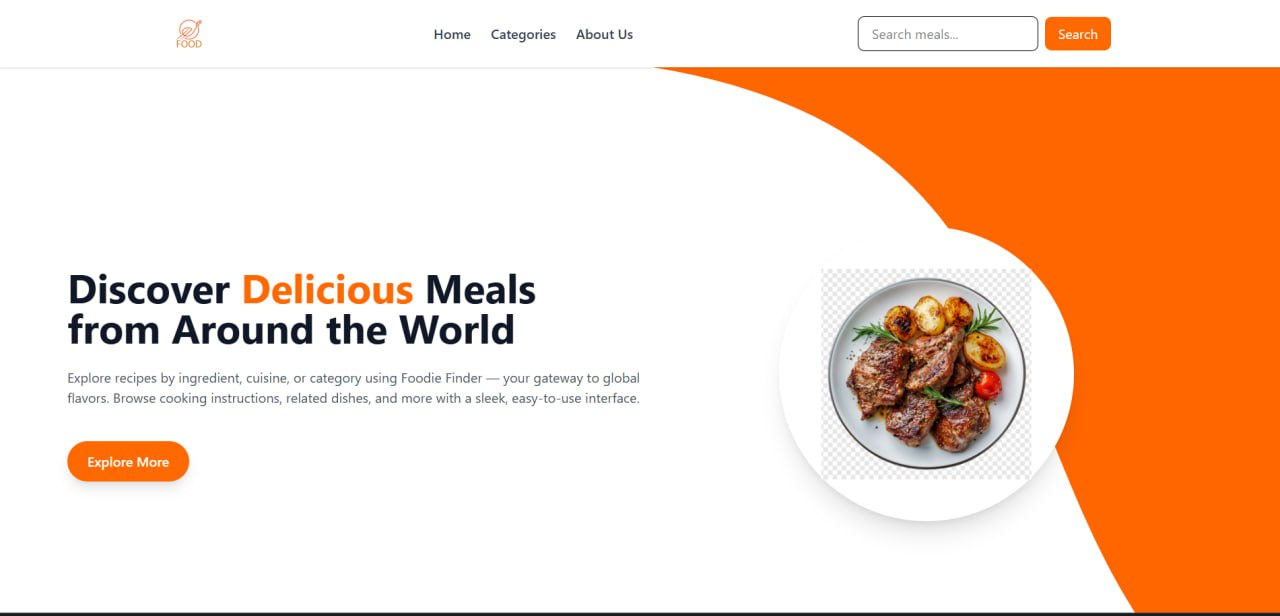 FOOD
Home Categories About Us
Search meals...
Search
Discover Delicious Meals
from Around the World
Explore recipes by ingredient, cuisine, or category using Foodie Finder — your gateway to global
flavors. Browse cooking instructions, related dishes, and more with a sleek, easy-to-use interface.
Explore More